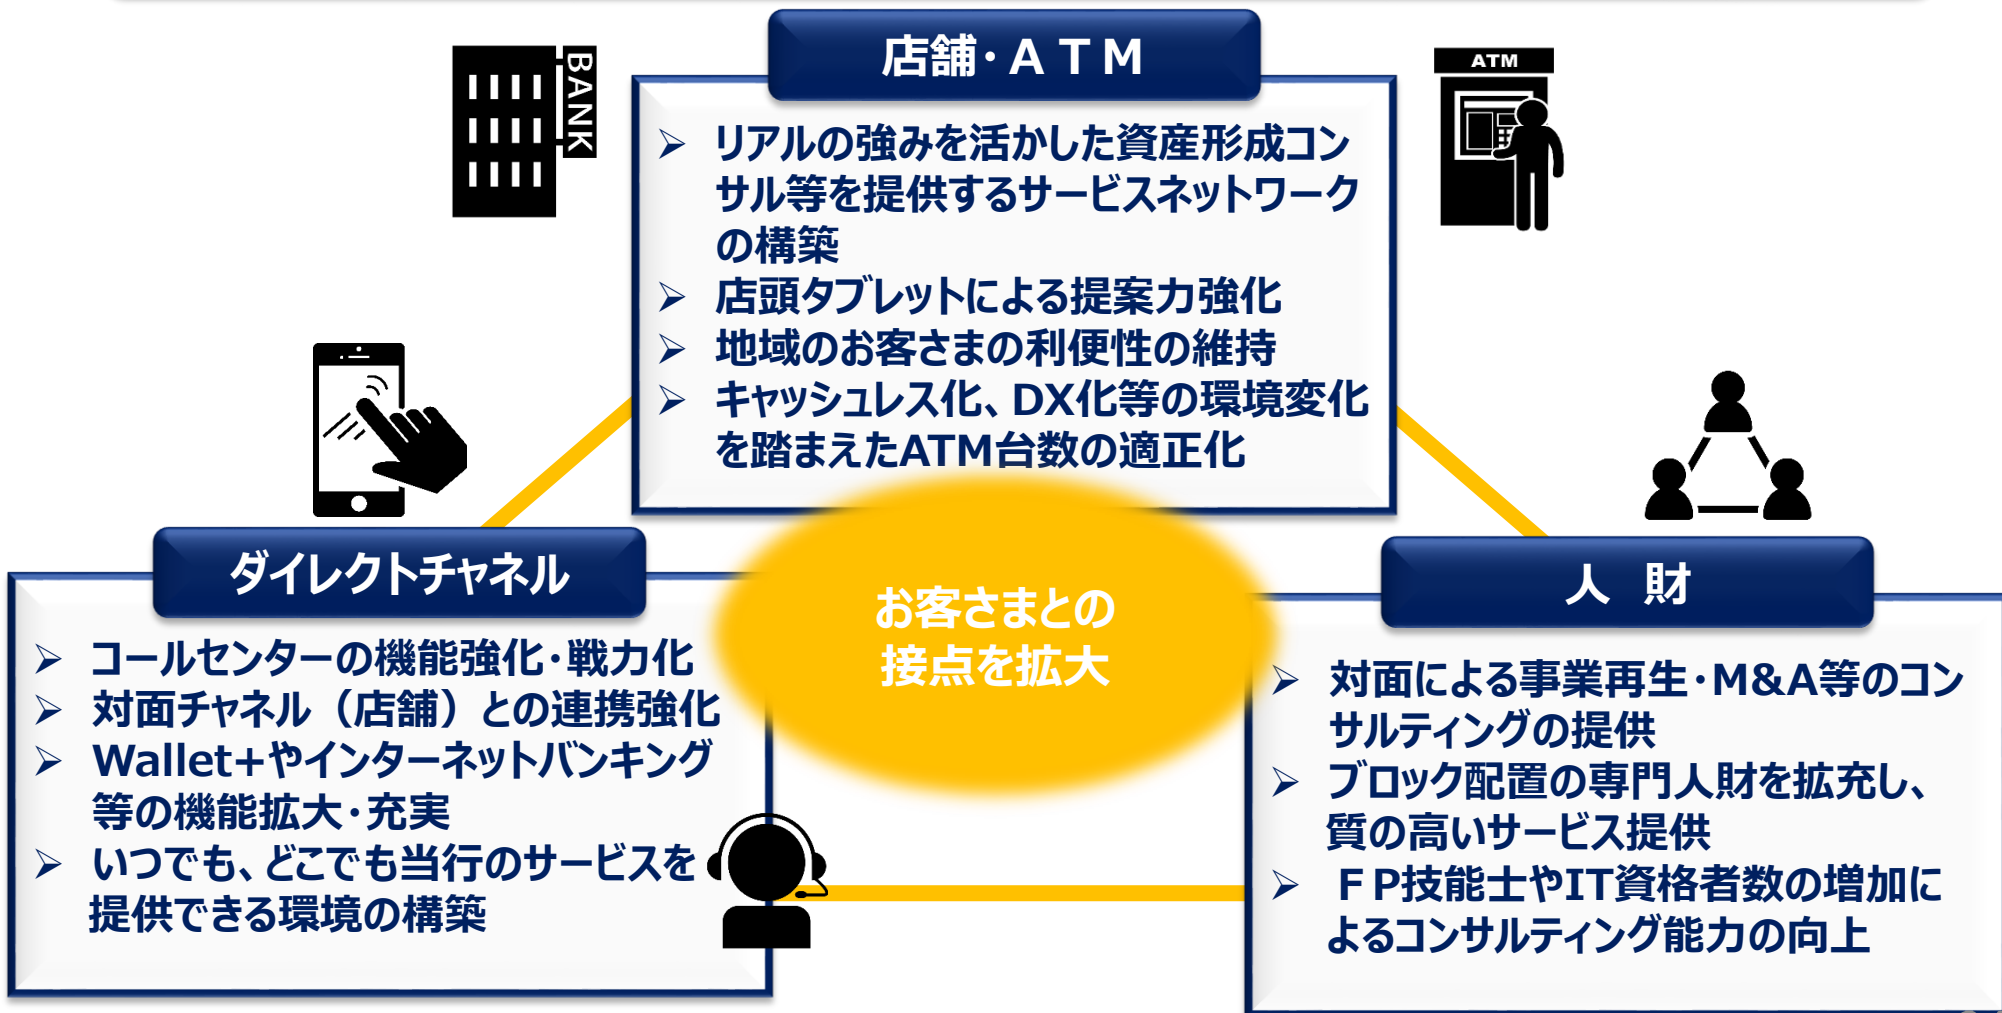 店舗・ＡＴＭ
BANK
ATM
➢ リアルの強みを活かした資産形成コン
サル等を提供するサービスネットワーク
の構築
➢ 店頭タブレットによる提案力強化
➢ 地域のお客さまの利便性の維持
➢ キャッシュレス化、DX化等の環境変化
を踏まえたATM台数の適正化
ダイレクトチャネル
➢ コールセンターの機能強化・戦力化
➢ 対面チャネル（店舗）との連携強化
➢ Wallet+やインターネットバンキング
等の機能拡大・充実
➢ いつでも、どこでも当行のサービスを
提供できる環境の構築
お客さまとの
接点を拡大
人　財
➢ 対面による事業再生・M&A等のコン
サルティングの提供
➢ ブロック配置の専門人財を拡充し、
質の高いサービス提供
➢ ＦＰ技能士やIT資格者数の増加に
よるコンサルティング能力の向上